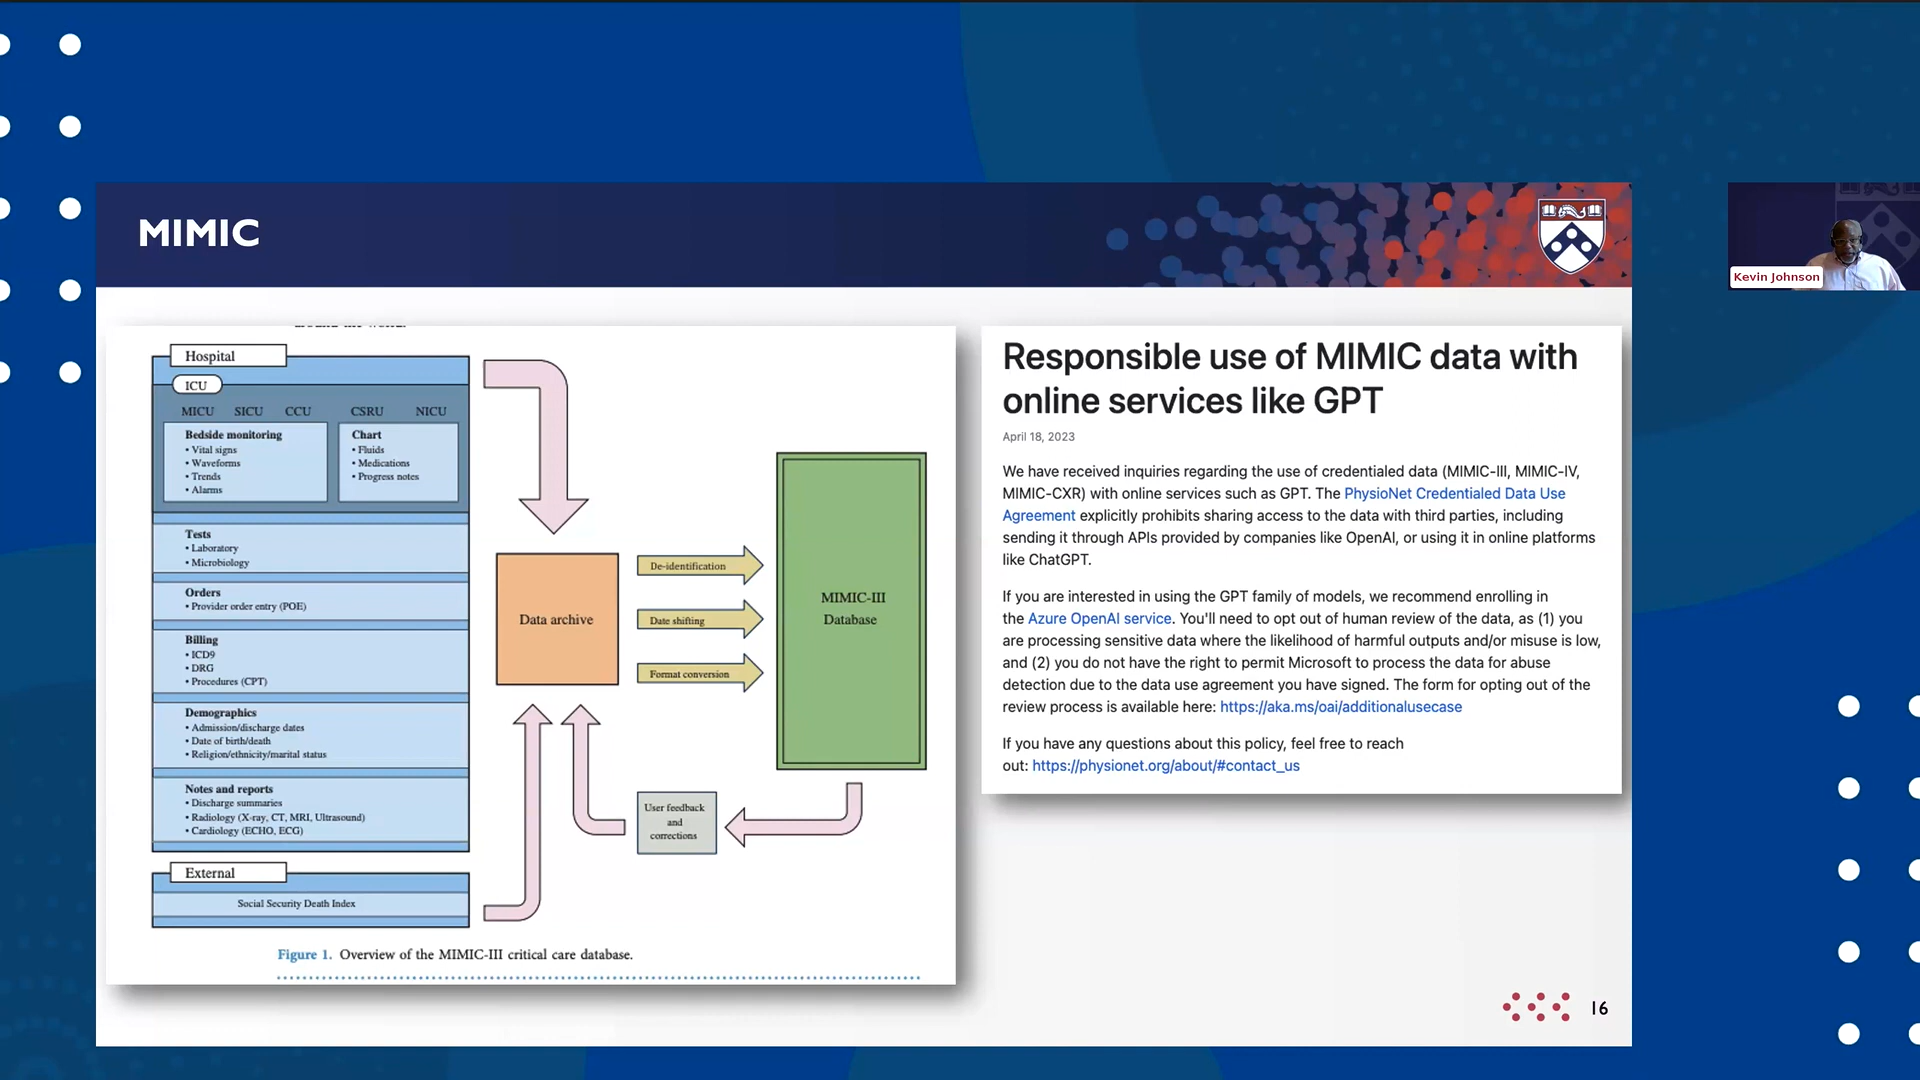 MIMIC
Kevin Johnson
around the world.
Hospital
ICU
MICU SICU CCU CSRU NICU
Bedside monitoring
• Vital signs
• Waveforms
• Trends
• Alarms
Chart
• Fluids
• Medications
• Progress notes
Tests
• Laboratory
• Microbiology
Orders
• Provider order entry (POE)
Billing
• ICD9
• DRG
• Procedures (CPT)
Demographics
• Admission/discharge dates
• Date of birth/death
• Religion/ethnicity/marital status
Notes and reports
• Discharge summaries
• Radiology (X-ray, CT, MRI, Ultrasound)
• Cardiology (ECHO, ECG)
External
Social Security Death Index
Data archive
De-identification
Date shifting
Format conversion
MIMIC-III
Database
User feedback
and
corrections
Figure 1. Overview of the MIMIC-III critical care database.
Responsible use of MIMIC data with
online services like GPT
April 18, 2023
We have received inquiries regarding the use of credentialed data (MIMIC-III, MIMIC-IV,
MIMIC-CXR) with online services such as GPT. The PhysioNet Credentialed Data Use
Agreement explicitly prohibits sharing access to the data with third parties, including
sending it through APIs provided by companies like OpenAI, or using it in online platforms
like ChatGPT.
If you are interested in using the GPT family of models, we recommend enrolling in
the Azure OpenAI service. You'll need to opt out of human review of the data, as (1) you
are processing sensitive data where the likelihood of harmful outputs and/or misuse is low,
and (2) you do not have the right to permit Microsoft to process the data for abuse
detection due to the data use agreement you have signed. The form for opting out of the
review process is available here: https://aka.ms/oai/additionalusecase
If you have any questions about this policy, feel free to reach
out: https://physionet.org/about/#contact_us
16